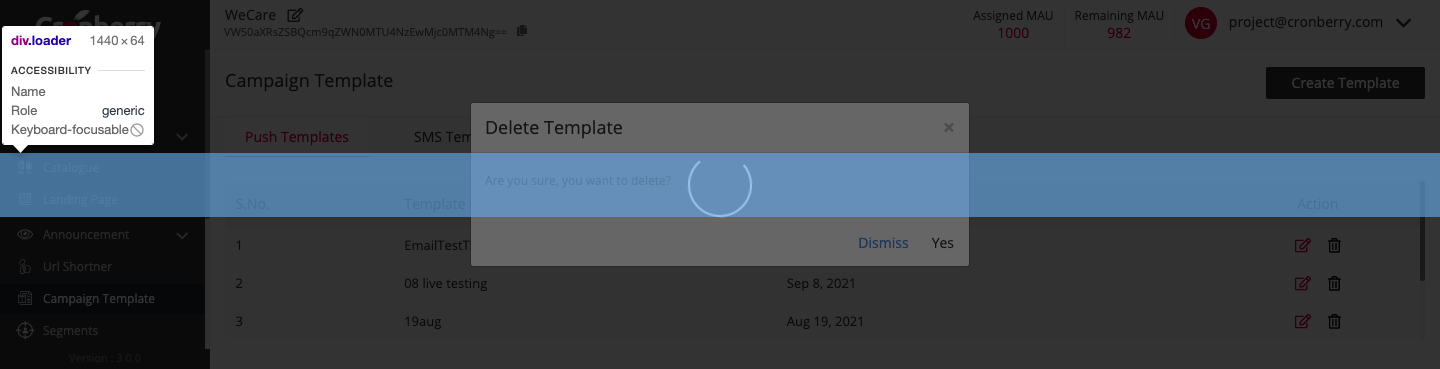 Cronberry
WeCare
VW50aXRsZSBQcm9qZWN0MTU4NzEwMjc0MTM4Ng==
Assigned MAU
1000
Remaining MAU
982
VG
project@cronberry.com
div.loader 1440 × 64
ACCESSIBILITY
Name
Role generic
Keyboard-focusable
Catalogue
Landing Page
Announcement
Url Shortner
Campaign Template
Segments
Version : 3.0.0
Campaign Template
Create Template
Push Templates
SMS Tem
Delete Template
×
Are you sure, you want to delete?
Dismiss
Yes
S.No.
Template
Action
1
EmailTestT
2
08 live testing
Sep 8, 2021
3
19aug
Aug 19, 2021